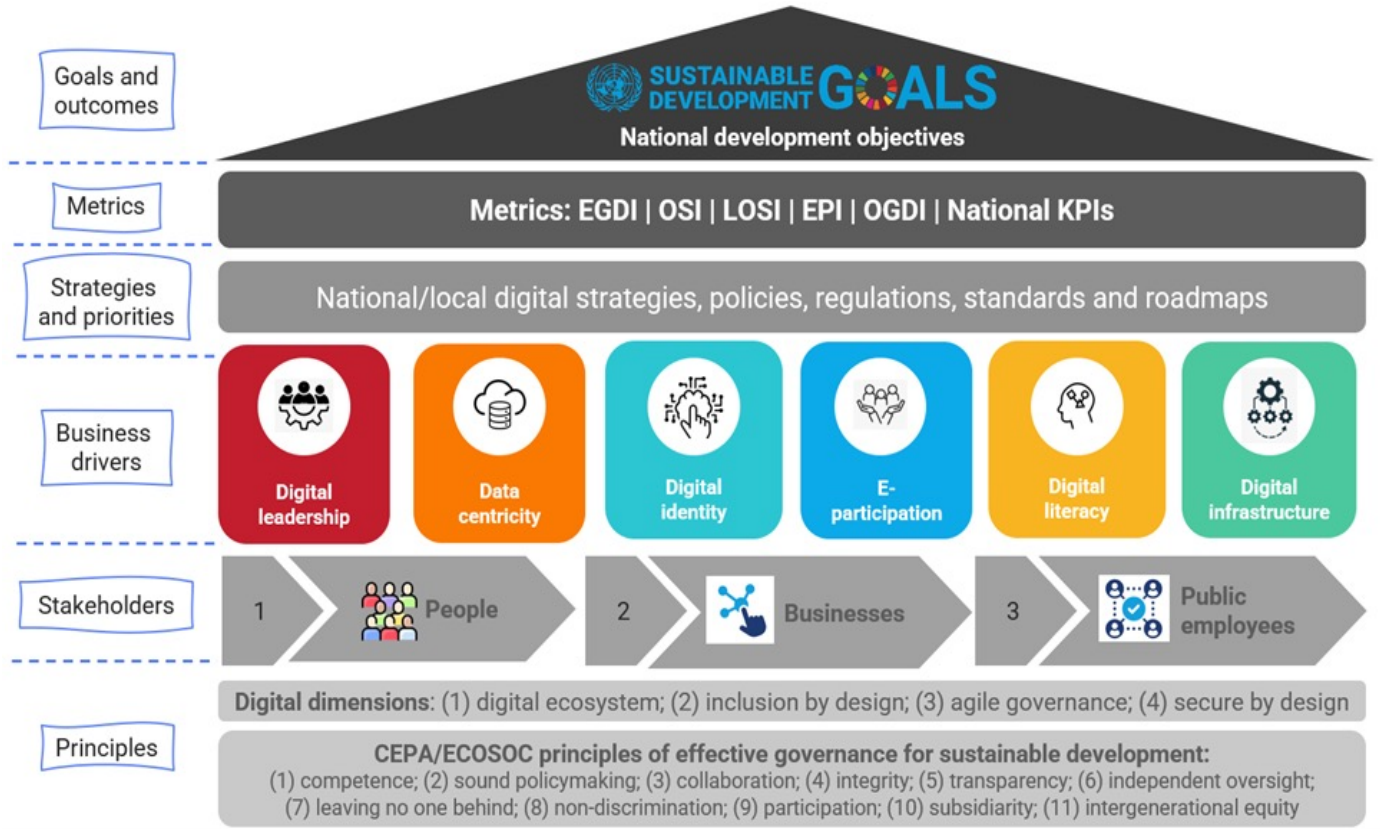 Goals and
outcomes
SUSTAINABLE
DEVELOPMENT
GOALS
National development objectives
Metrics
Metrics: EGDI | OSI | LOSI | EPI | OGDI | National KPIs
Strategies
and priorities
National/local digital strategies, policies, regulations, standards and roadmaps
Business
drivers
Digital
leadership
Data
centricity
Digital
identity
E-
participation
Digital
literacy
Digital
infrastructure
Stakeholders
1
People
2
Businesses
3
Public
employees
Principles
Digital dimensions: (1) digital ecosystem; (2) inclusion by design; (3) agile governance; (4) secure by design
CEPA/ECOSOC principles of effective governance for sustainable development:
(1) competence; (2) sound policymaking; (3) collaboration; (4) integrity; (5) transparency; (6) independent oversight;
(7) leaving no one behind; (8) non-discrimination; (9) participation; (10) subsidiarity; (11) intergenerational equity